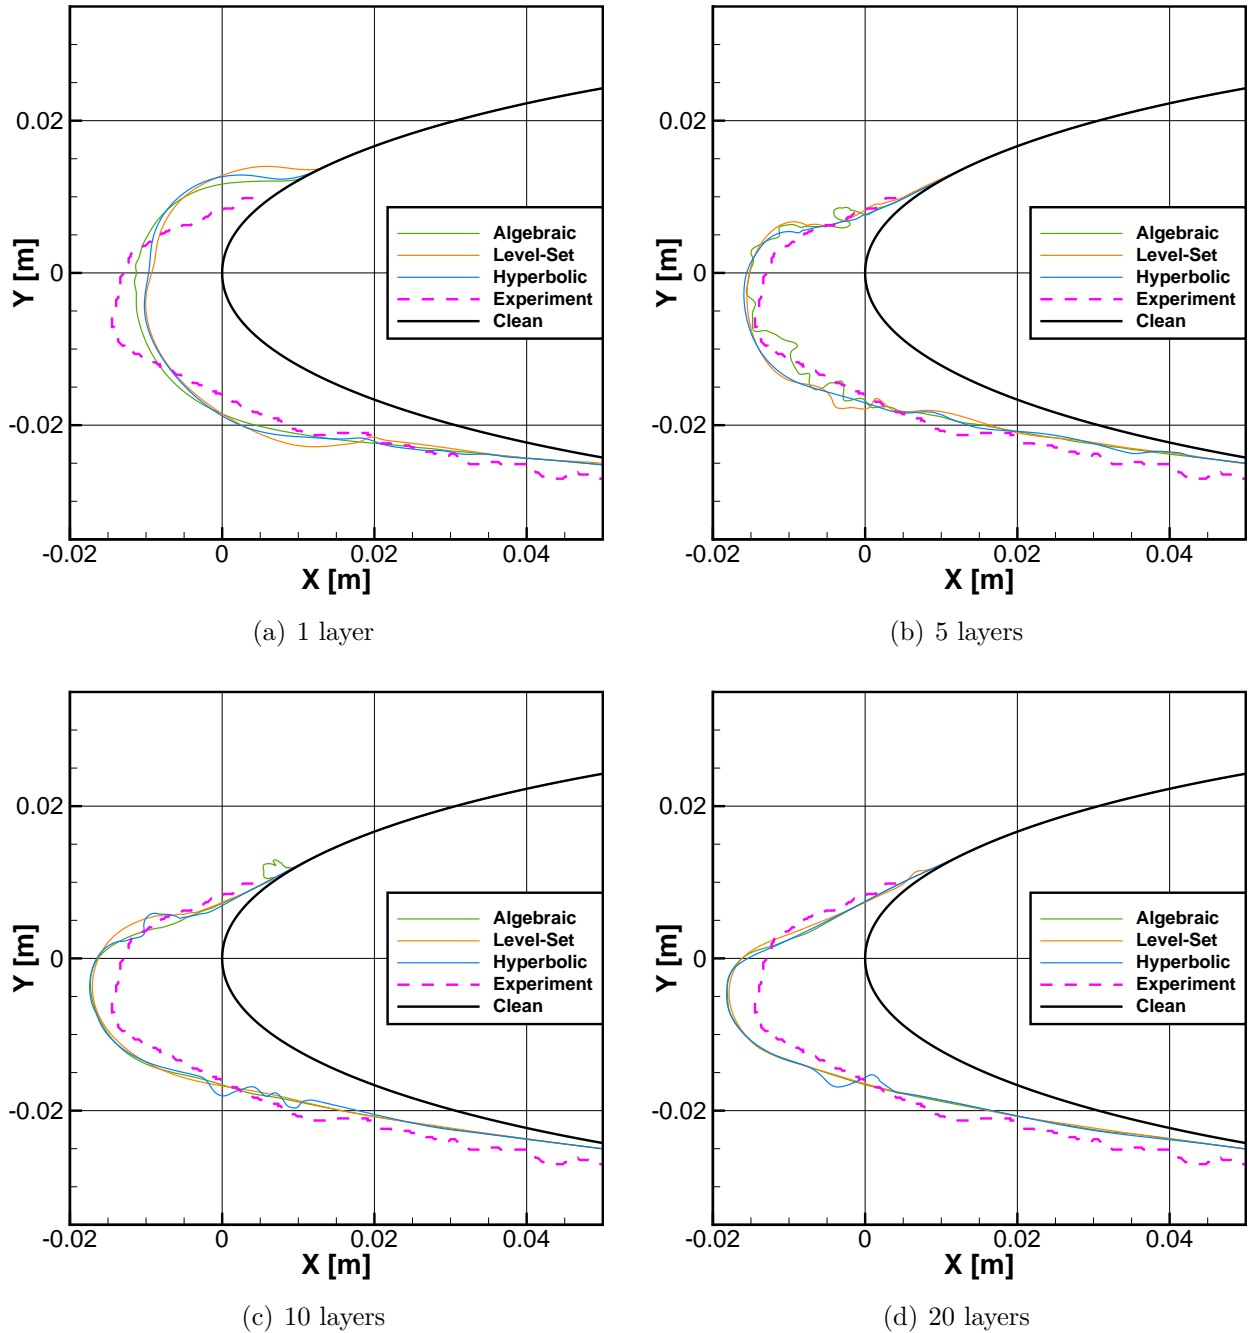 0.02
0
-0.02
Y [m]
-0.02
0
0.02
0.04
X [m]
Algebraic
Level-Set
Hyperbolic
Experiment
Clean
(a) 1 layer
0.02
0
-0.02
Y [m]
-0.02
0
0.02
0.04
X [m]
Algebraic
Level-Set
Hyperbolic
Experiment
Clean
(b) 5 layers
0.02
0
-0.02
Y [m]
-0.02
0
0.02
0.04
X [m]
Algebraic
Level-Set
Hyperbolic
Experiment
Clean
(c) 10 layers
0.02
0
-0.02
Y [m]
-0.02
0
0.02
0.04
X [m]
Algebraic
Level-Set
Hyperbolic
Experiment
Clean
(d) 20 layers